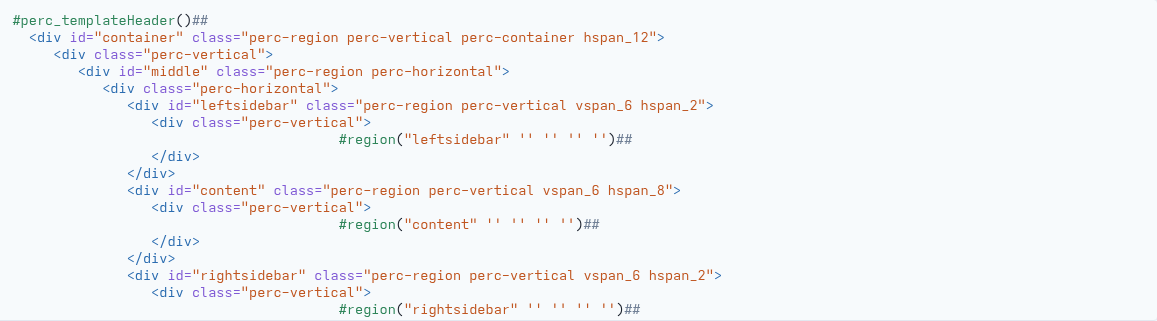 #perc_templateHeader()##
<div id="container" class="perc-region perc-vertical perc-container hspan_12">
<div class="perc-vertical">
<div id="middle" class="perc-region perc-horizontal">
<div class="perc-horizontal">
<div id="leftsidebar" class="perc-region perc-vertical vspan_6 hspan_2">
<div class="perc-vertical">
#region("leftsidebar" '' '' '' '')##
</div>
</div>
<div id="content" class="perc-region perc-vertical vspan_6 hspan_8">
<div class="perc-vertical">
#region("content" '' '' '' '')##
</div>
</div>
<div id="rightsidebar" class="perc-region perc-vertical vspan_6 hspan_2">
<div class="perc-vertical">
#region("rightsidebar" '' '' '' '')##